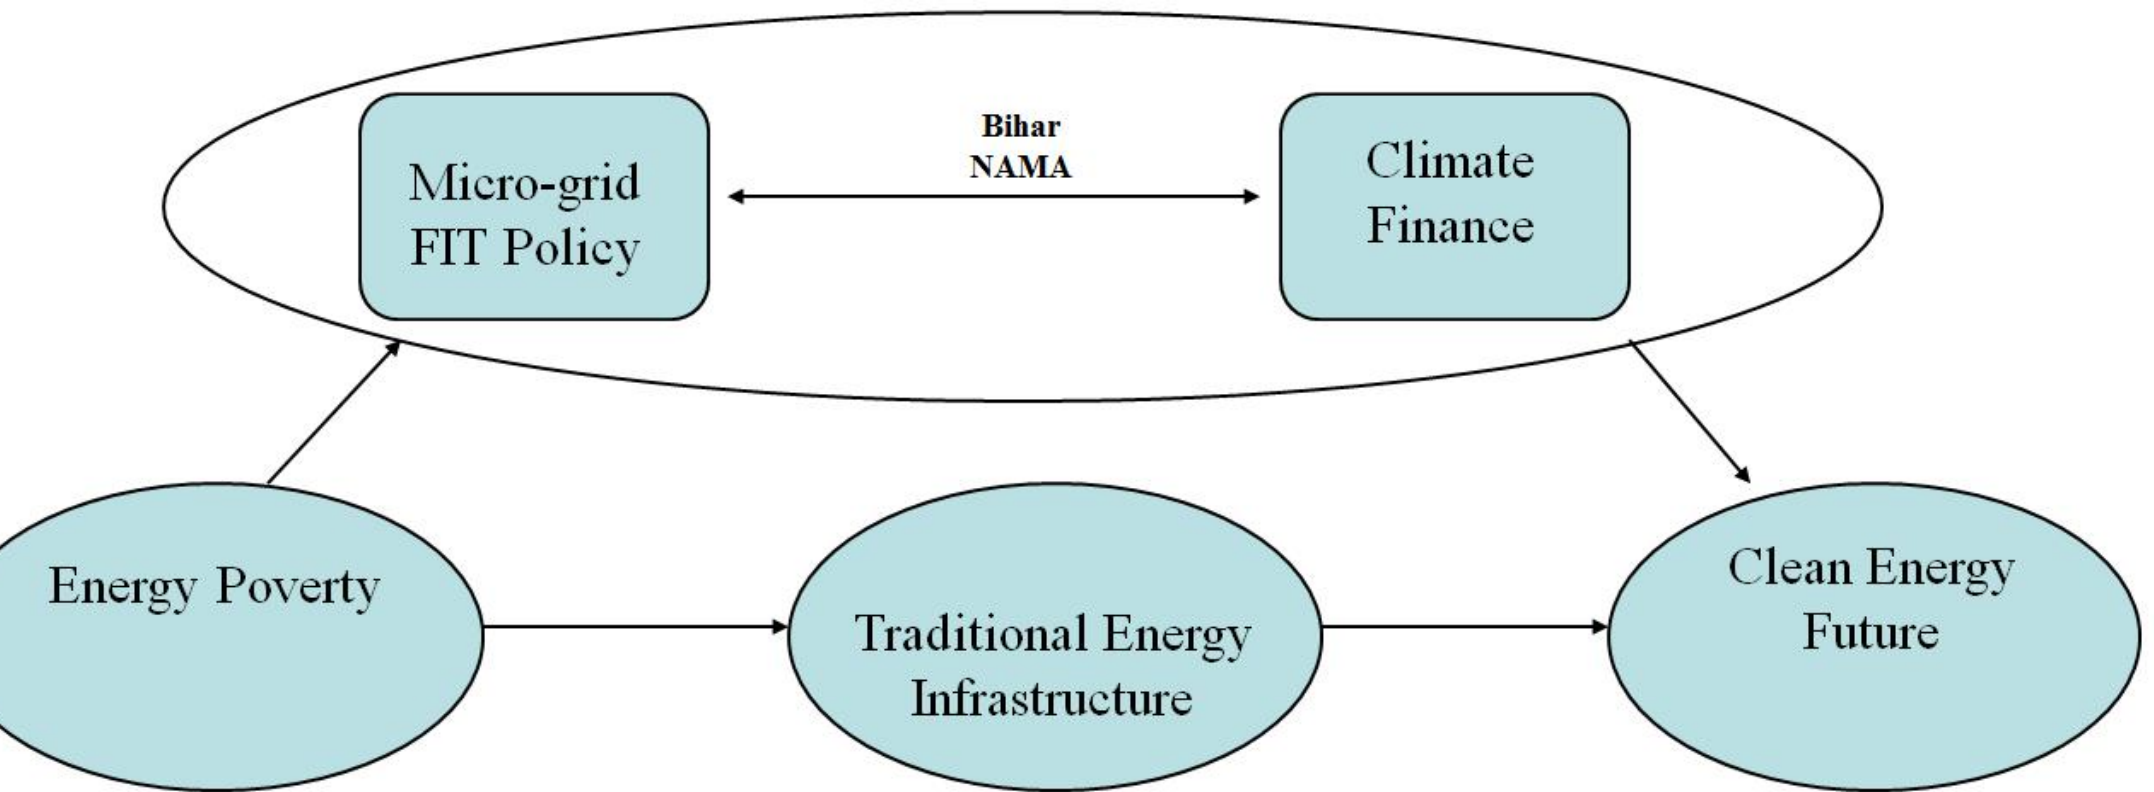 Bihar
NAMA
Micro-grid
FIT Policy
Climate
Finance
Energy Poverty
Traditional Energy
Infrastructure
Clean Energy
Future